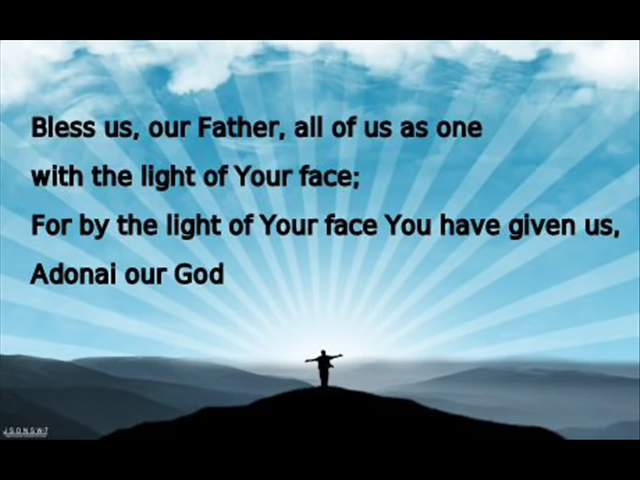 Bless us, our Father, all of us as one
with the light of Your face;
For by the light of Your face You have given us,
Adonai our God
JSONSW7